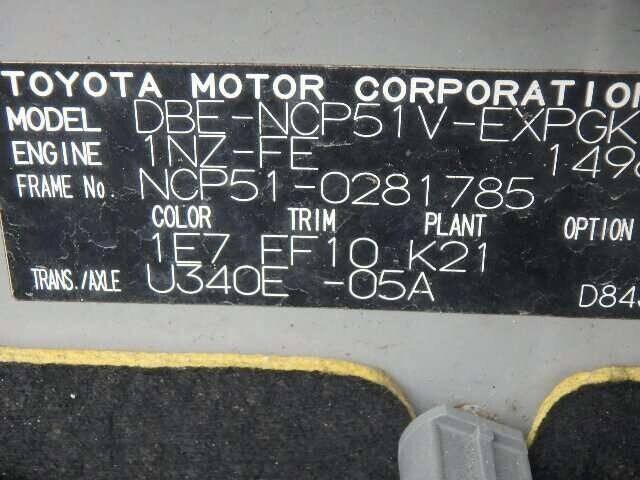 TOYOTA MOTOR CORPORATION
MODEL DBE-NCP51V-EXPGK
ENGINE 1NZ-FE 149
FRAME No. NCP51-0281785
COLOR TRIM PLANT OPTION
1E7 FF10 K21
TRANS./AXLE U340E -05A D84